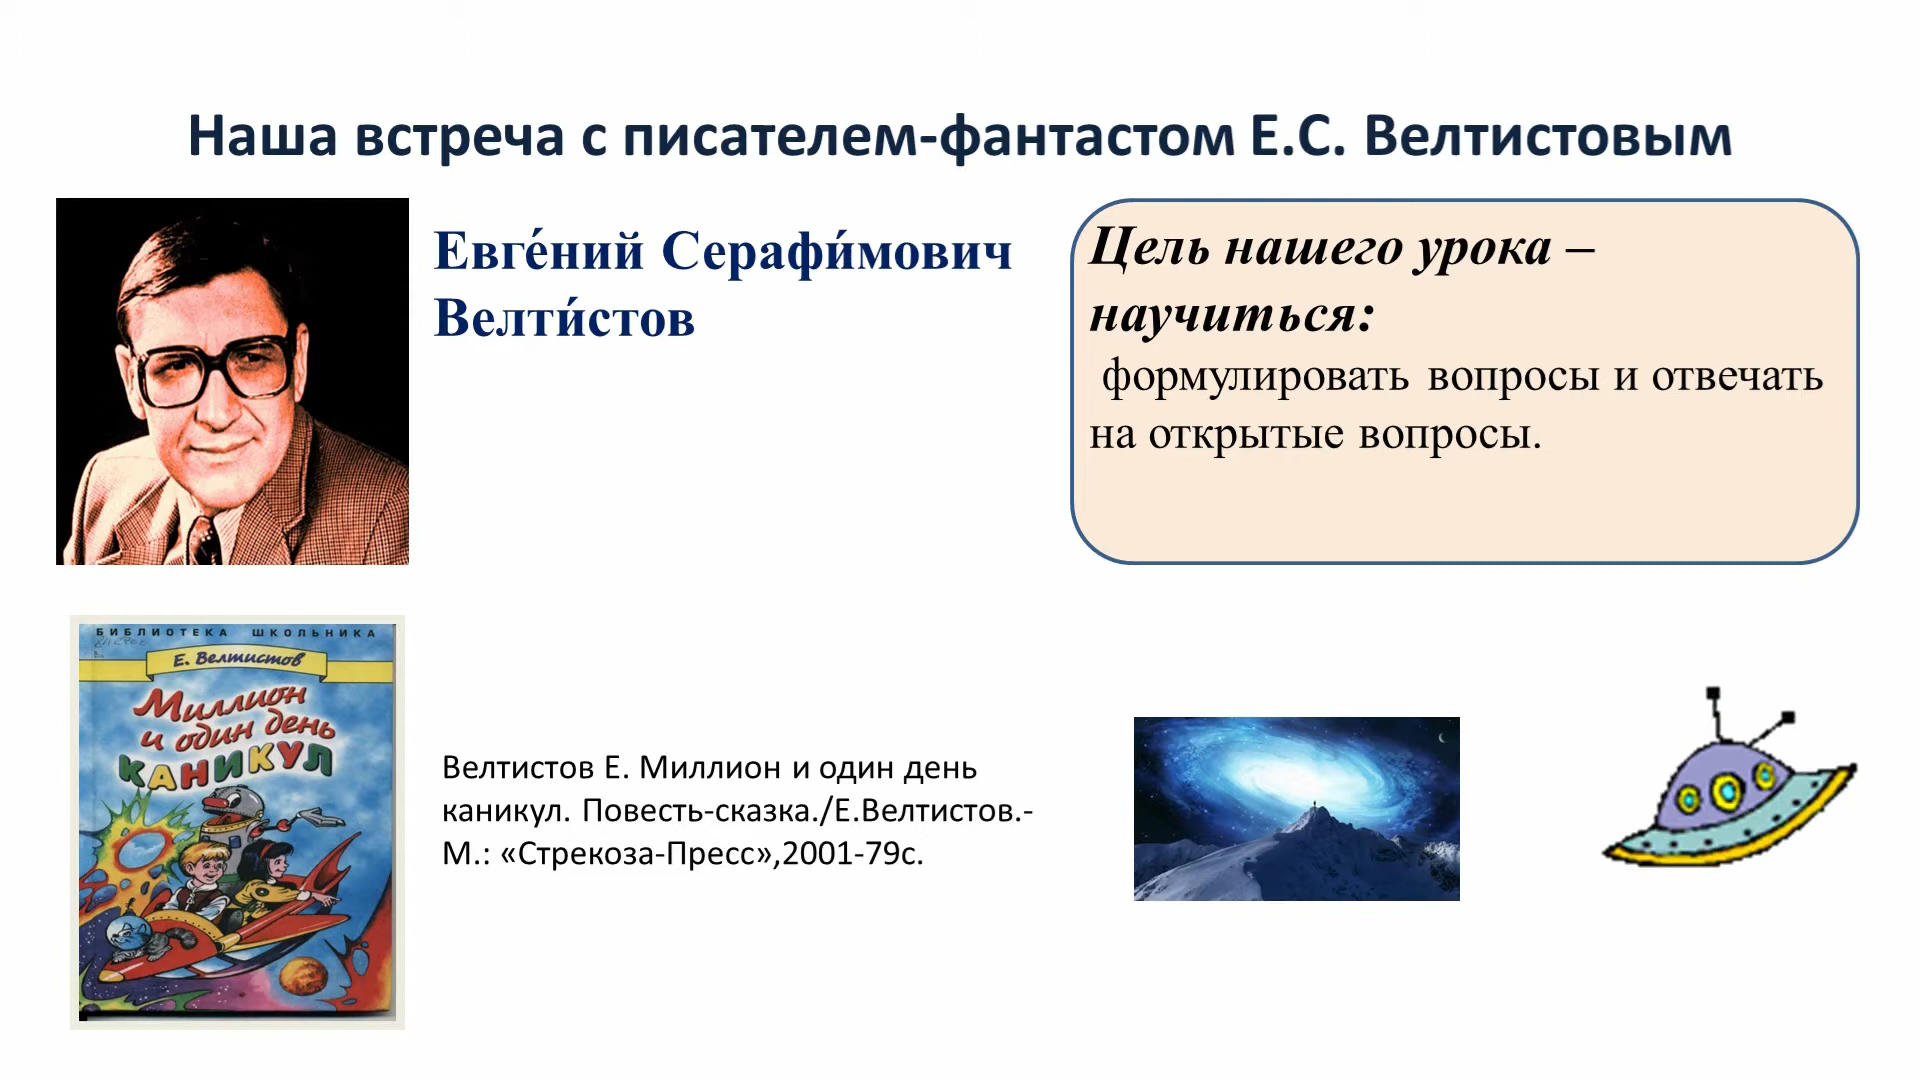 Наша встреча с писателем-фантастом Е.С. Велтистовым
Евге́ний Серафи́мович
Велти́стов
Цель нашего урока –
научиться:
формулировать вопросы и отвечать
на открытые вопросы.
БИБЛИОТЕКА ШКОЛЬНИКА
Е. Велтистов
Миллион
и один день
КАНИКУЛ
Велтистов Е. Миллион и один день
каникул. Повесть-сказка./Е.Велтистов.-
М.: «Стрекоза-Пресс»,2001-79с.